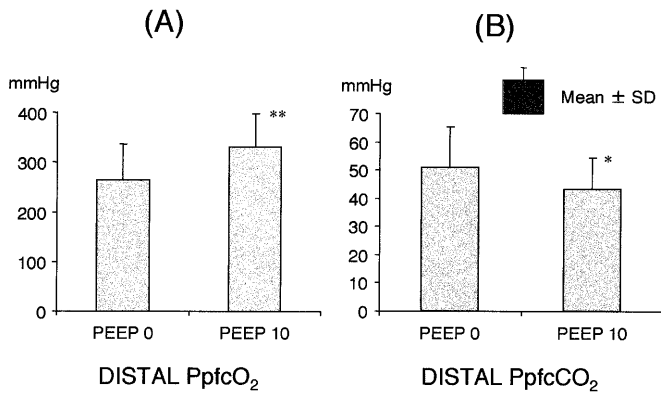 (A)
mmHg
400
300
200
100
0
**
PEEP 0 PEEP 10
DISTAL PpfcO₂
(B)
mmHg
Mean ± SD
70
60
50
40
30
20
10
0
*
PEEP 0 PEEP 10
DISTAL PpfcCO₂